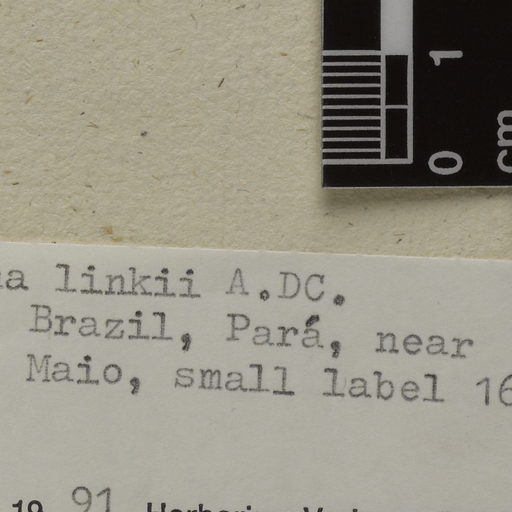 1
0
cm
a linkii A.DC.
Brazil, Pará, near
Maio, small label 16
19 91